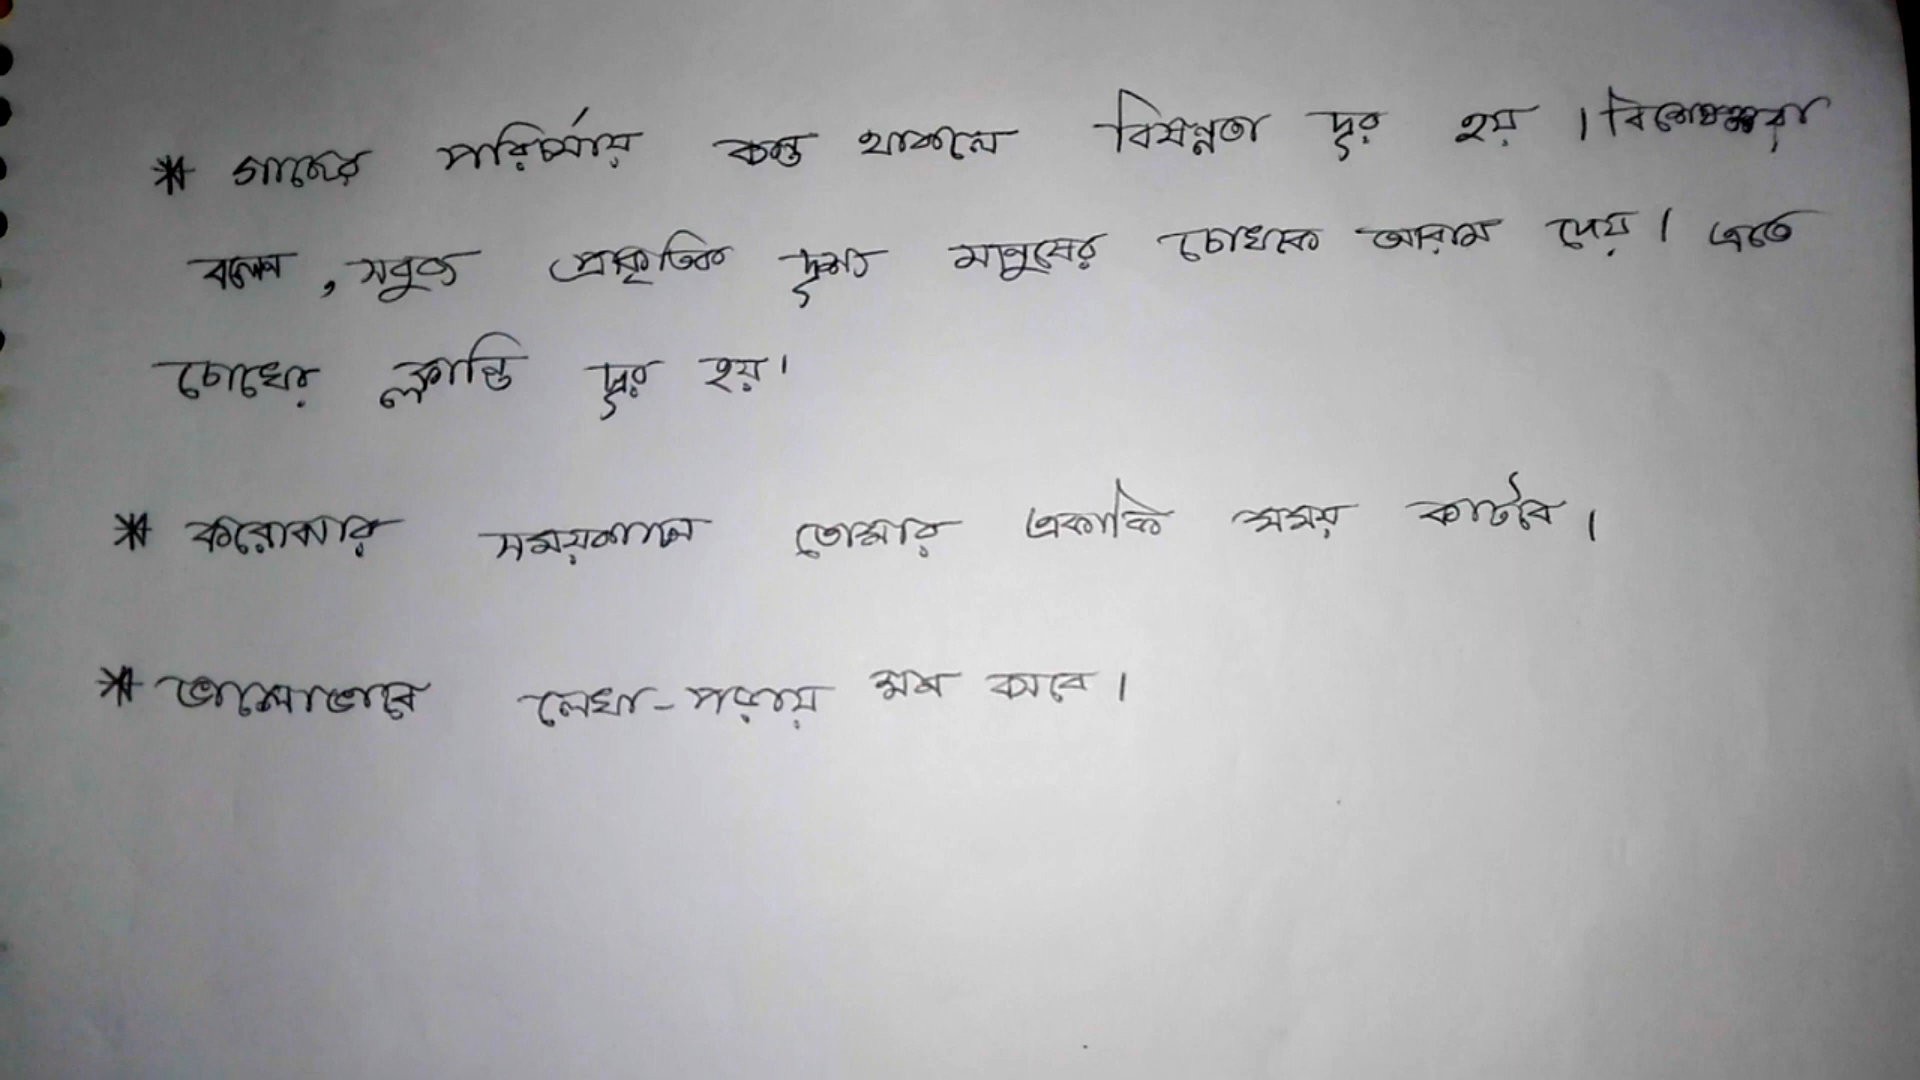 * গাছের পরিচর্যায় ব্যস্ত থাকলে বিষন্নতা দূর হয় । বিশেষজ্ঞরা
বলেন , সবুজ প্রাকৃতিক দৃশ্য মানুষের চোখকে আরাম দেয় । এতে
চোখের ক্লান্তি দূর হয় ।
* করোনার সময়কালে তোমার একাকি সময় কাটবে ।
* ভালোভাবে লেখা - পড়ায় মন বসবে ।